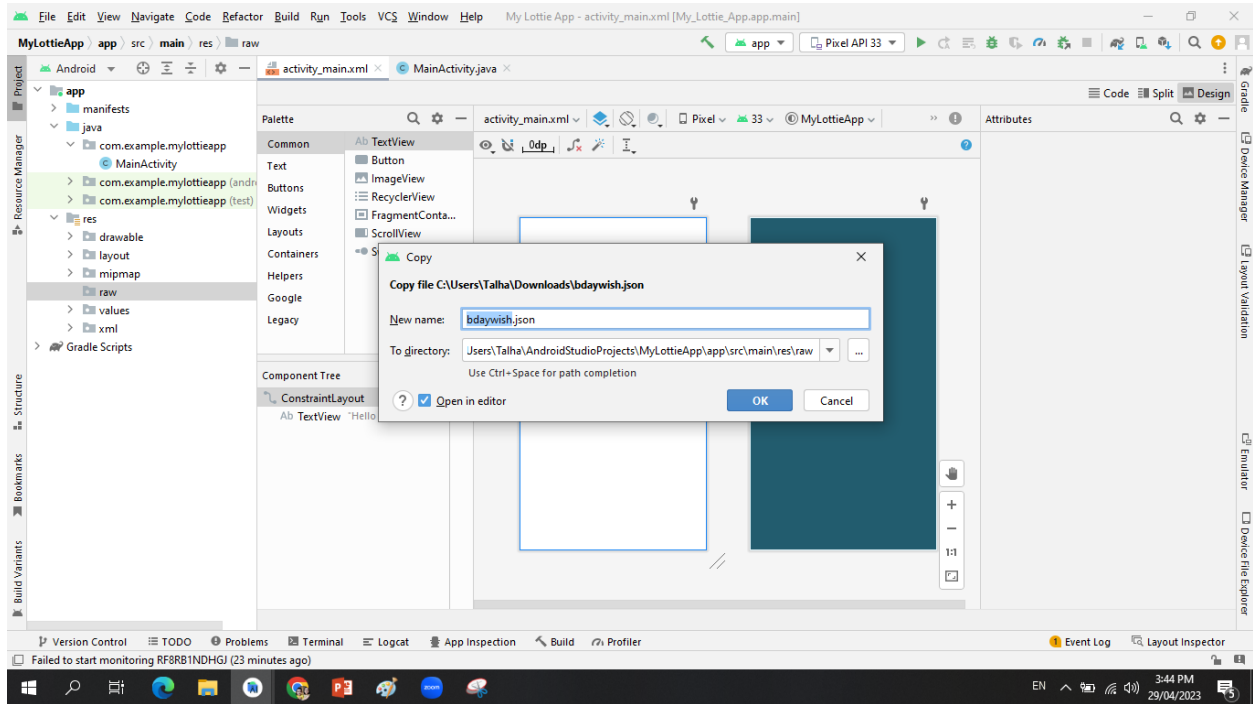 File Edit View Navigate Code Refactor Build Run Tools VCS Window Help My Lottie App - activity_main.xml [My_Lottie_App.app.main]
MyLottieApp app src main res raw
app
Pixel API 33
Android
activity_main.xml
MainActivity.java
Code Split Design
app
manifests
java
com.example.mylottieapp
MainActivity
com.example.mylottieapp (andr
com.example.mylottieapp (test)
res
drawable
layout
mipmap
raw
values
xml
Gradle Scripts
Palette
Common
Text
Buttons
Widgets
Layouts
Containers
Helpers
Google
Legacy
Ab TextView
Button
ImageView
RecyclerView
FragmentConta...
ScrollView
activity_main.xml Pixel 33 MyLottieApp
0dp
Attributes
Copy
Copy file C:\Users\Talha\Downloads\bdaywish.json
New name: bdaywish.json
To directory: Jsers\Talha\AndroidStudioProjects\MyLottieApp\app\src\main\res\raw
...
Use Ctrl+Space for path completion
? Open in editor
OK Cancel
Component Tree
ConstraintLayout
Ab TextView "Hello
1:1
Project
Resource Manager
Structure
Bookmarks
Build Variants
Gradle
Device Manager
Layout Validation
Emulator
Device File Explorer
Version Control TODO Problems Terminal Logcat App Inspection Build Profiler
1 Event Log Layout Inspector
Failed to start monitoring RF8RB1NDHGJ (23 minutes ago)
zoom
EN
3:44 PM
29/04/2023
5